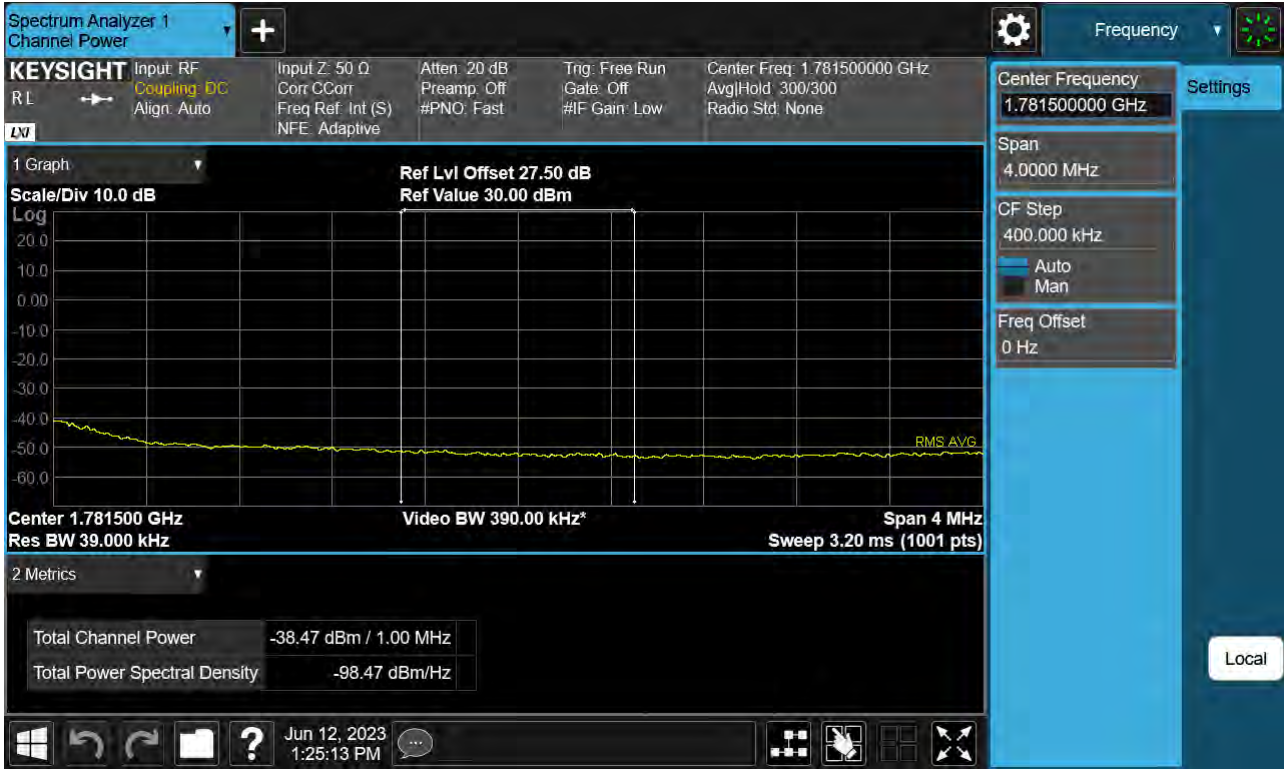 Spectrum Analyzer 1
Channel Power
Frequency
KEYSIGHT
R L
LXI
Input: RF
Coupling: DC
Align: Auto
Input Z: 50 Ω
Corr CCorr
Freq Ref: Int (S)
NFE: Adaptive
Atten: 20 dB
Preamp: Off
#PNO: Fast
Trig: Free Run
Gate: Off
#IF Gain: Low
Center Freq: 1.781500000 GHz
Avg|Hold: 300/300
Radio Std: None
Center Frequency
1.781500000 GHz
Settings
Span
4.0000 MHz
CF Step
400.000 kHz
Auto
Man
Freq Offset
0 Hz
1 Graph
Scale/Div 10.0 dB
Ref Lvl Offset 27.50 dB
Ref Value 30.00 dBm
Log
20.0
10.0
0.00
-10.0
-20.0
-30.0
-40.0
-50.0
-60.0
RMS AVG
Center 1.781500 GHz
Res BW 39.000 kHz
Video BW 390.00 kHz*
Span 4 MHz
Sweep 3.20 ms (1001 pts)
2 Metrics
Total Channel Power -38.47 dBm / 1.00 MHz
Total Power Spectral Density -98.47 dBm/Hz
Local
?
Jun 12, 2023
1:25:13 PM